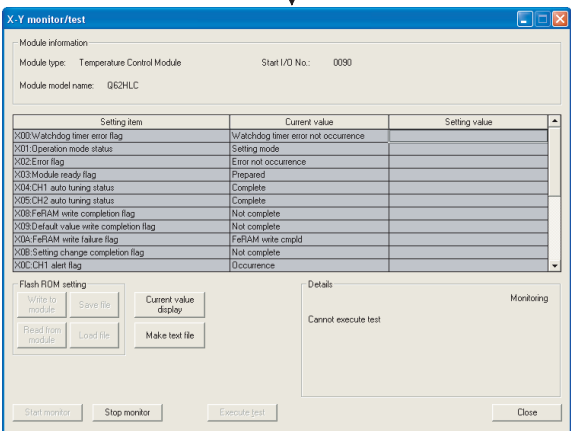 X-Y monitor/test
Module information
Module type: Temperature Control Module Start I/O No.: 0090
Module model name: Q62HLC
Setting item Current value Setting value
X00:Watchdog timer error flag Watchdog timer error not occurrence
X01:Operation mode status Setting mode
X02:Error flag Error not occurrence
X03:Module ready flag Prepared
X04:CH1 auto tuning status Complete
X05:CH2 auto tuning status Complete
X08:FeRAM write completion flag Not complete
X09:Default value write completion flag Not complete
X0A:FeRAM write failure flag FeRAM write cmpld
X0B:Setting change completion flag Not complete
X0C:CH1 alert flag Occurrence
Flash ROM setting
Write to module Save file Current value display
Read from module Load file Make text file
Details
Monitoring
Cannot execute test
Start monitor Stop monitor Execute test Close